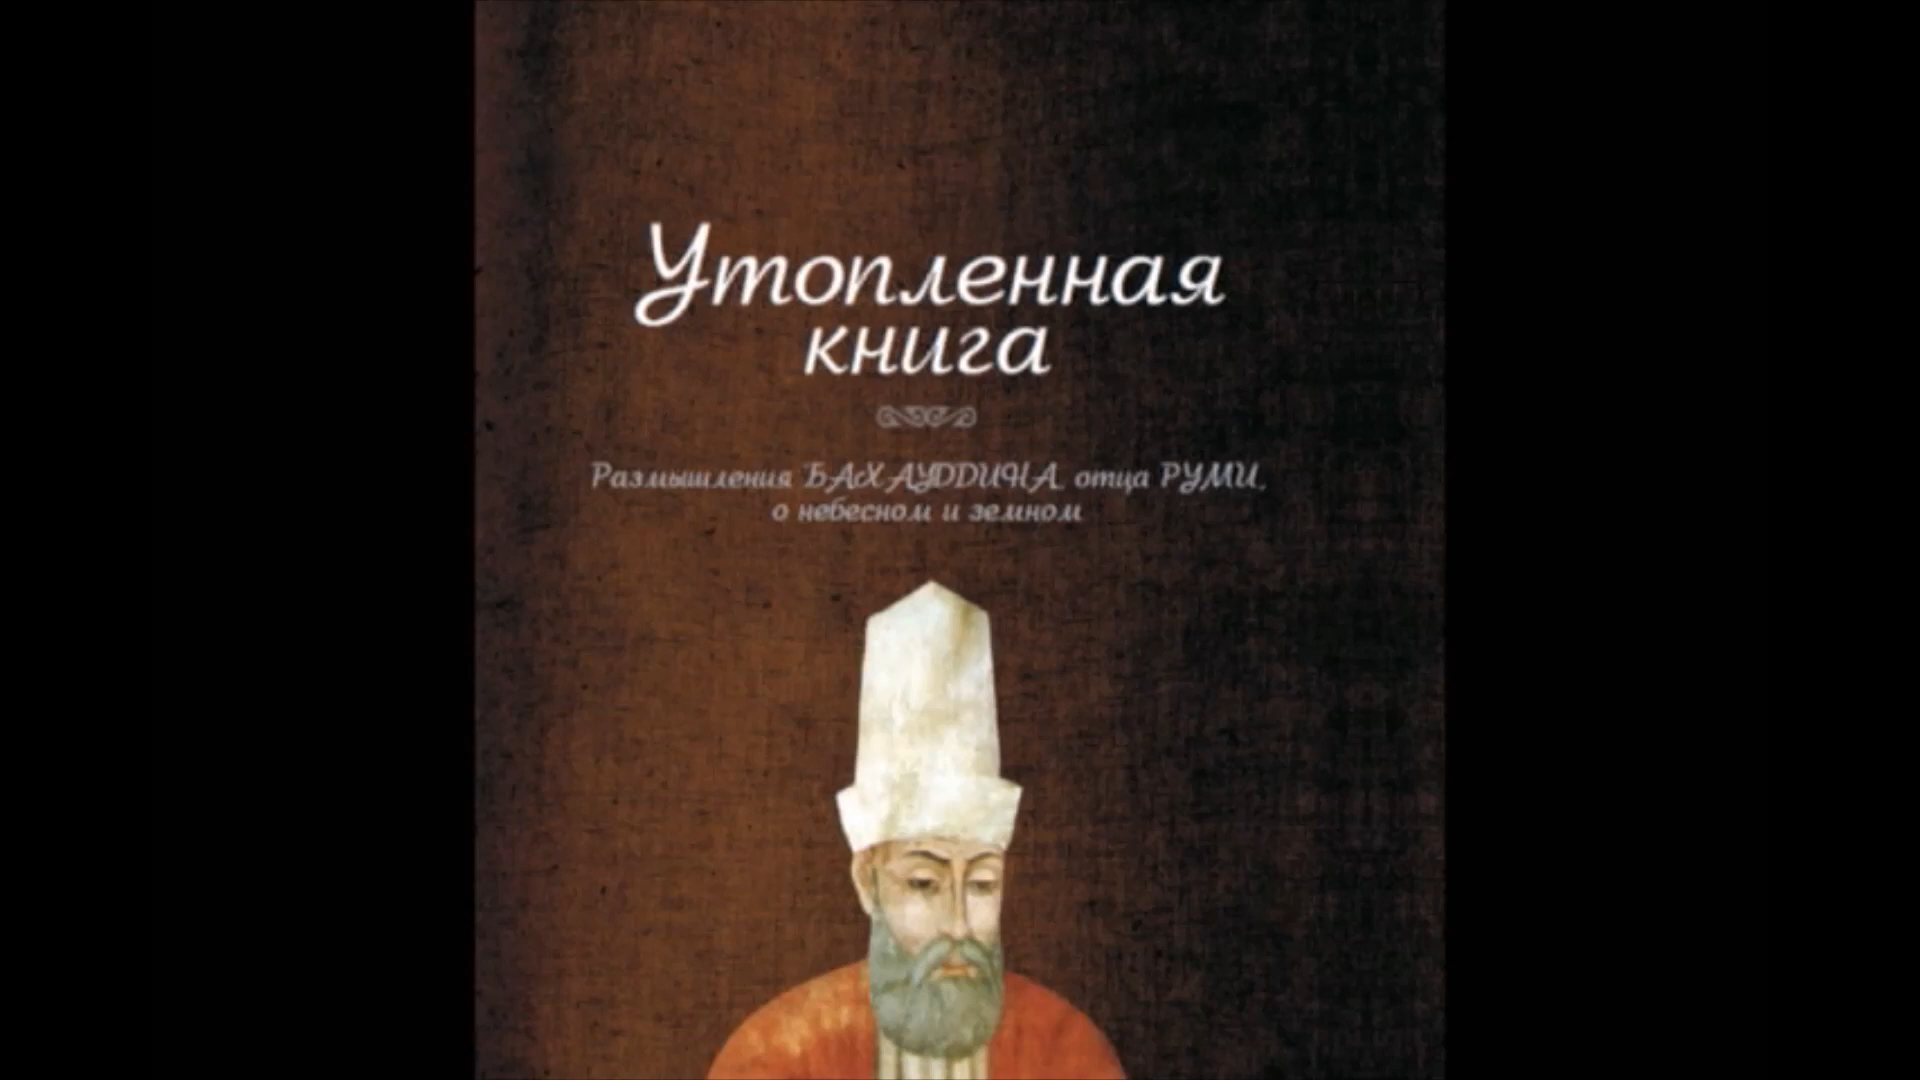 Утопленная
книга
Размышления БАХАУДДИНА, отца РУМИ,
о небесном и земном